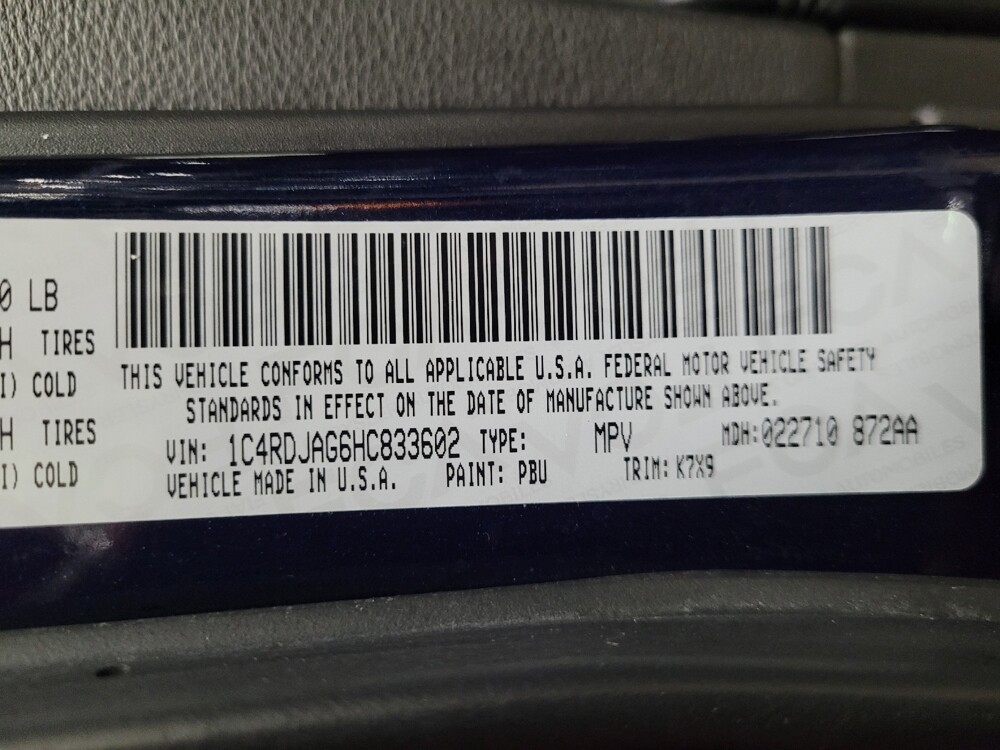 0 LB
H TIRES
I) COLD
H TIRES
I) COLD
THIS VEHICLE CONFORMS TO ALL APPLICABLE U.S.A. FEDERAL MOTOR VEHICLE SAFETY
STANDARDS IN EFFECT ON THE DATE OF MANUFACTURE SHOWN ABOVE.
VIN: 1C4RDJAG6HC833602 TYPE: MPV MDH:022710 872AA
VEHICLE MADE IN U.S.A. PAINT: PBU TRIM: K7X9